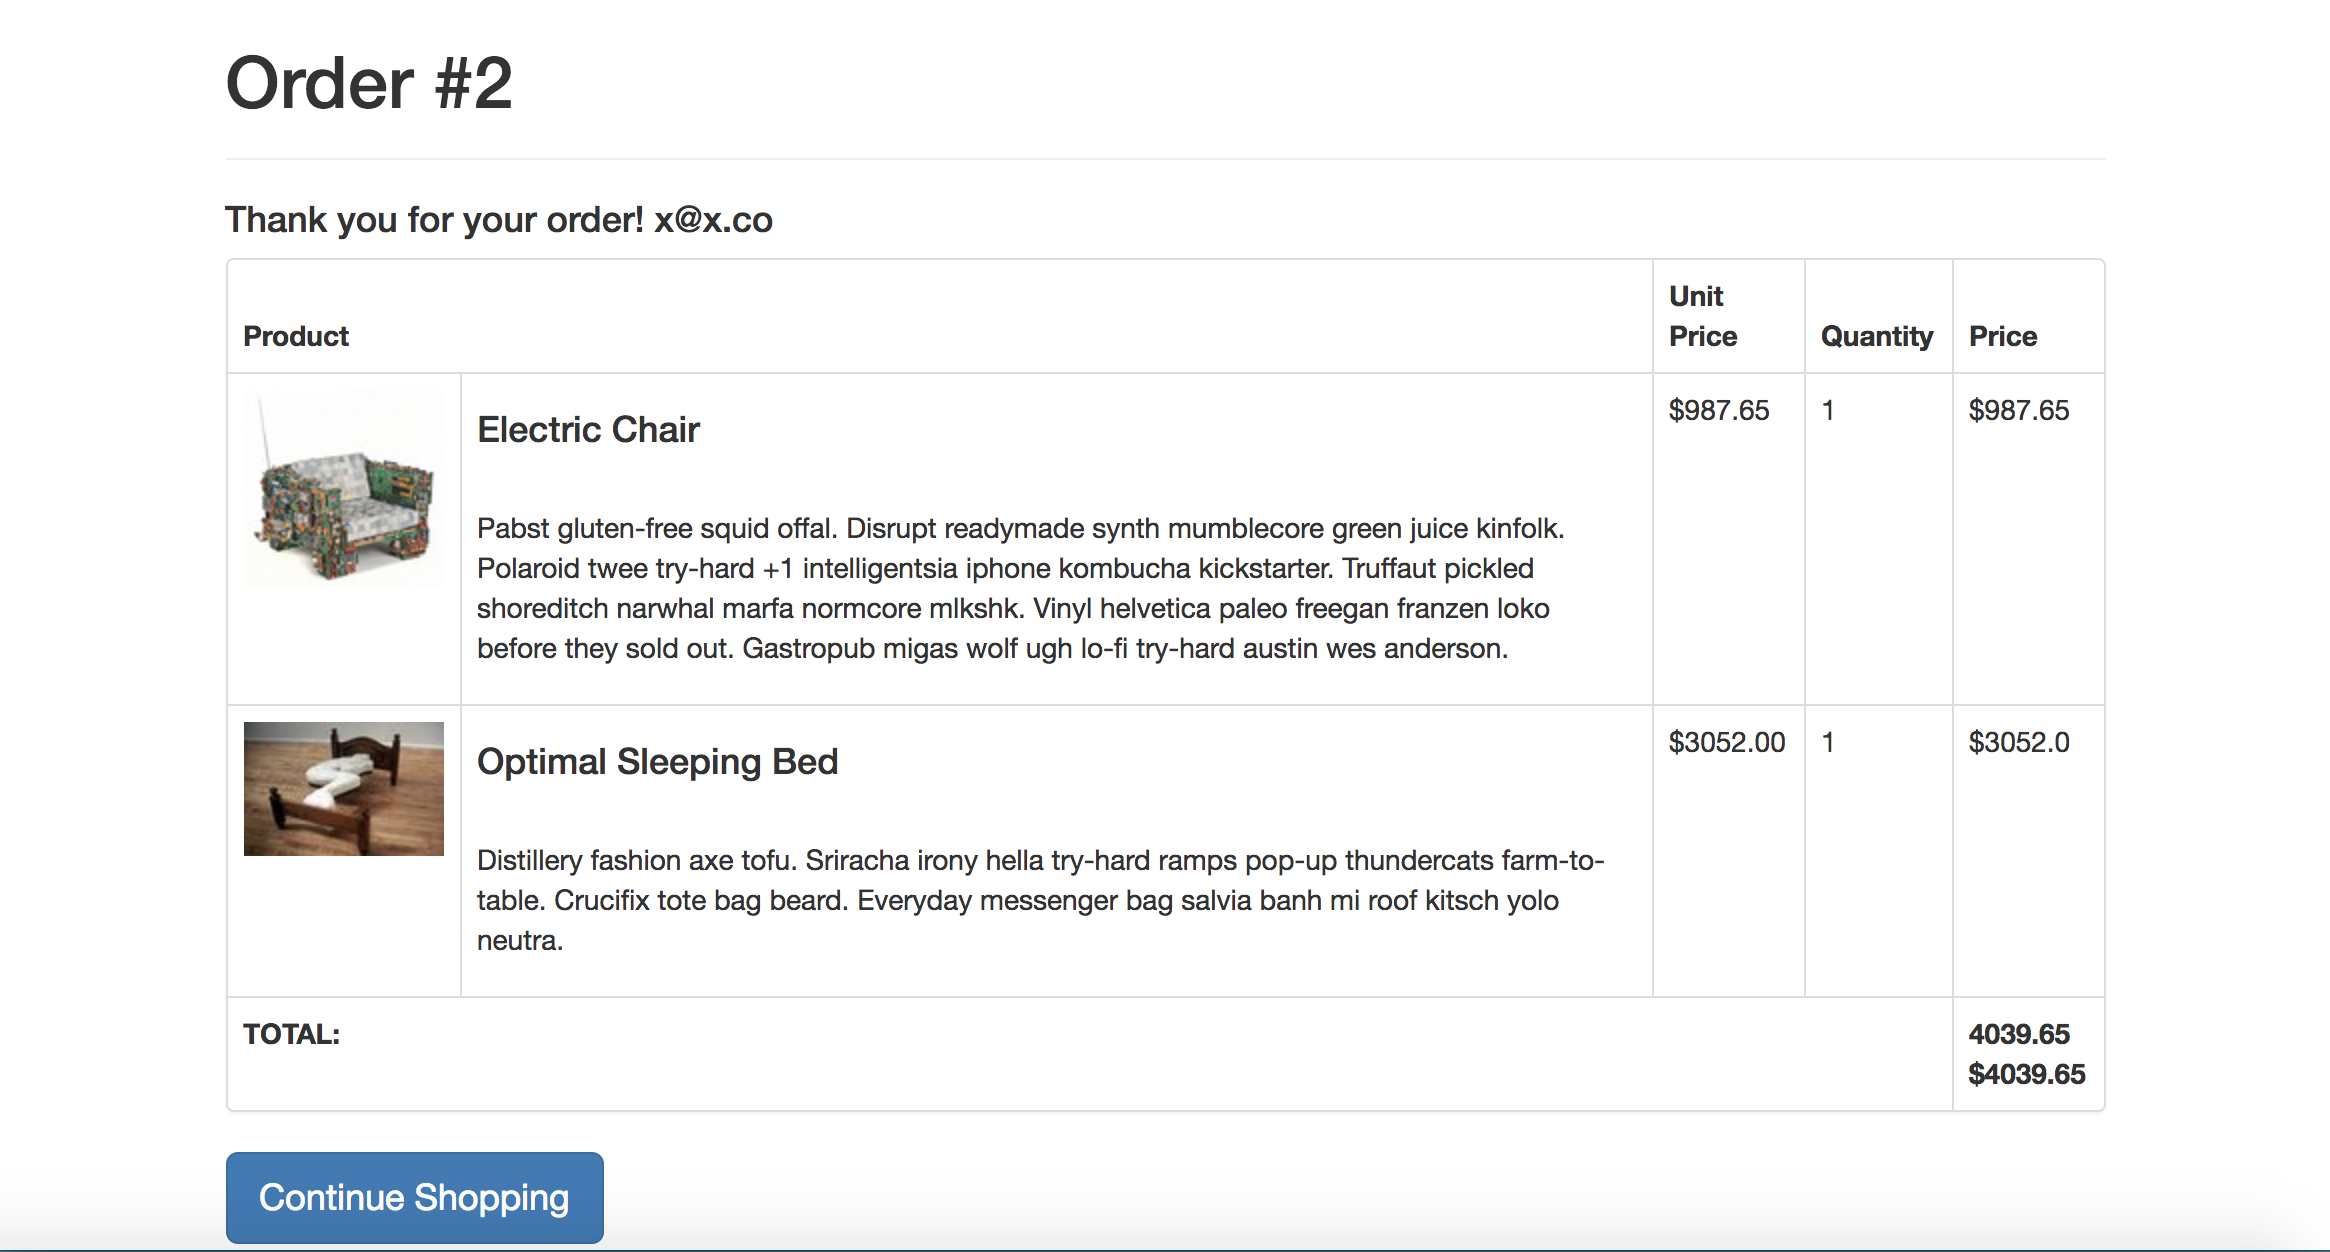 Order #2
Thank you for your order! x@x.co
Product
Unit
Price
Quantity
Price
Electric Chair
$987.65
1
$987.65
Pabst gluten-free squid offal. Disrupt readymade synth mumblecore green juice kinfolk.
Polaroid twee try-hard +1 intelligentsia iphone kombucha kickstarter. Truffaut pickled
shoreditch narwhal marfa normcore mlkshk. Vinyl helvetica paleo freegan franzen loko
before they sold out. Gastropub migas wolf ugh lo-fi try-hard austin wes anderson.
Optimal Sleeping Bed
$3052.00
1
$3052.0
Distillery fashion axe tofu. Sriracha irony hella try-hard ramps pop-up thundercats farm-to-
table. Crucifix tote bag beard. Everyday messenger bag salvia banh mi roof kitsch yolo
neutra.
TOTAL:
4039.65
$4039.65
Continue Shopping